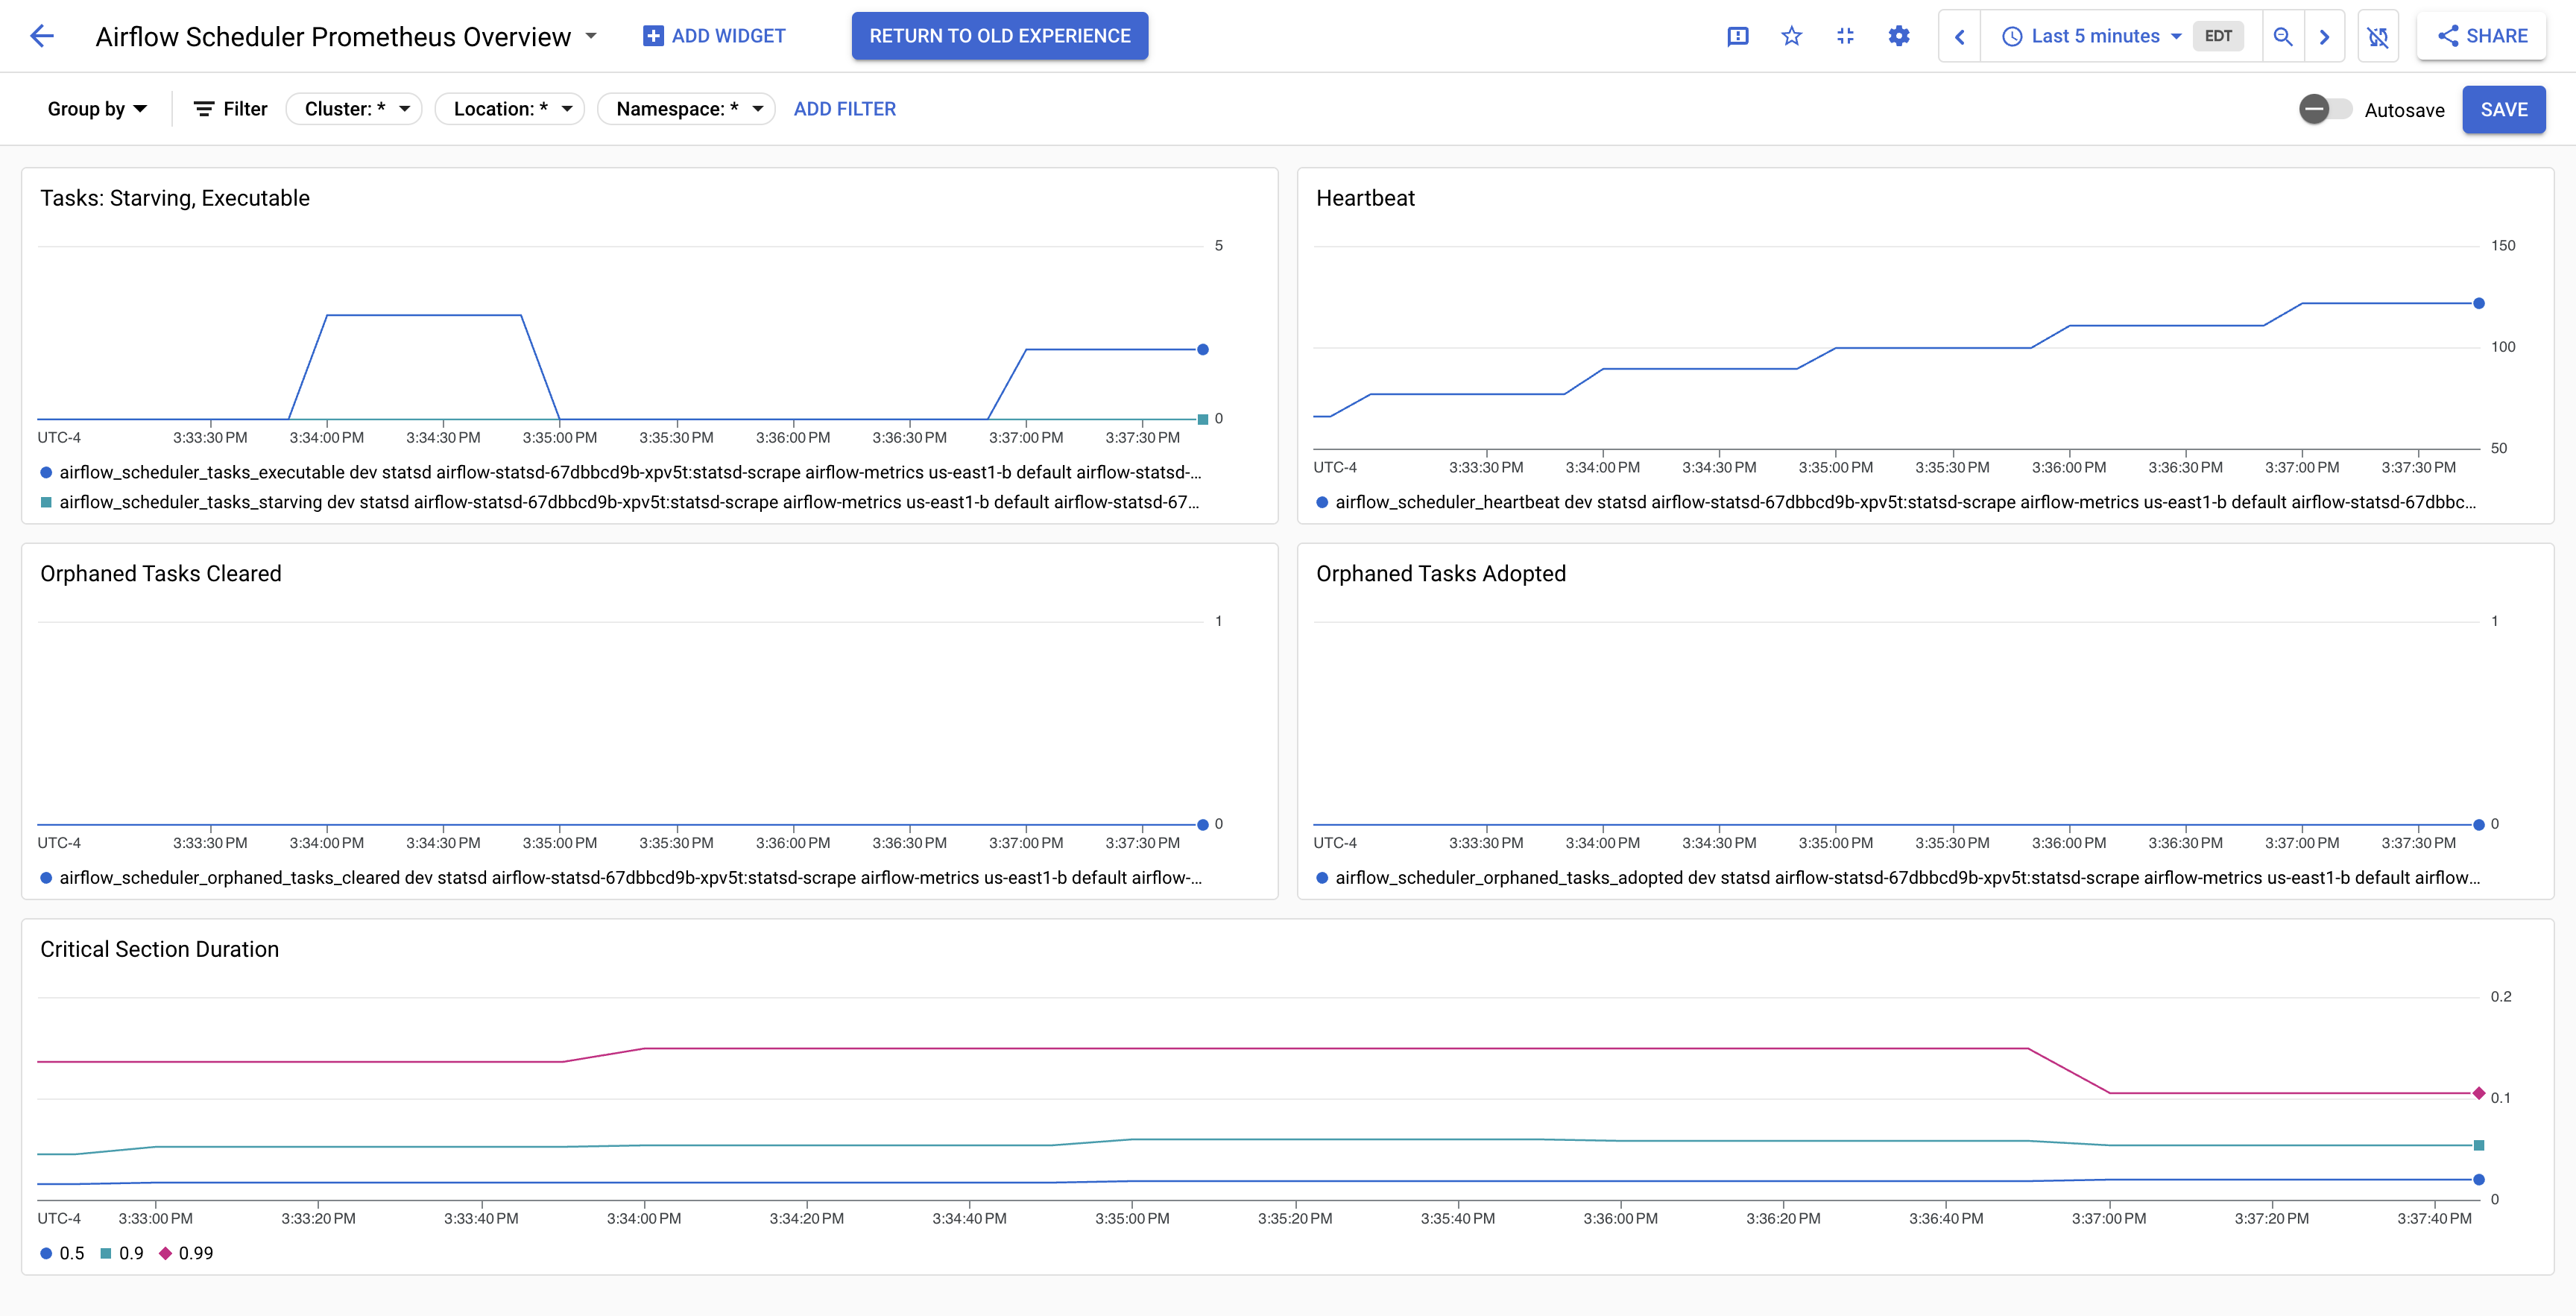 Airflow Scheduler Prometheus Overview ADD WIDGET RETURN TO OLD EXPERIENCE Last 5 minutes EDT SHARE
Group by Filter Cluster: * Location: * Namespace: * ADD FILTER Autosave SAVE
Tasks: Starving, Executable
5
0
UTC-4 3:33:30 PM 3:34:00 PM 3:34:30 PM 3:35:00 PM 3:35:30 PM 3:36:00 PM 3:36:30 PM 3:37:00 PM 3:37:30 PM
airflow_scheduler_tasks_executable dev statsd airflow-statsd-67dbbcd9b-xpv5t:statsd-scrape airflow-metrics us-east1-b default airflow-statsd-...
airflow_scheduler_tasks_starving dev statsd airflow-statsd-67dbbcd9b-xpv5t:statsd-scrape airflow-metrics us-east1-b default airflow-statsd-67...
Heartbeat
150
100
50
UTC-4 3:33:30 PM 3:34:00 PM 3:34:30 PM 3:35:00 PM 3:35:30 PM 3:36:00 PM 3:36:30 PM 3:37:00 PM 3:37:30 PM
airflow_scheduler_heartbeat dev statsd airflow-statsd-67dbbcd9b-xpv5t:statsd-scrape airflow-metrics us-east1-b default airflow-statsd-67dbbc...
Orphaned Tasks Cleared
1
0
UTC-4 3:33:30 PM 3:34:00 PM 3:34:30 PM 3:35:00 PM 3:35:30 PM 3:36:00 PM 3:36:30 PM 3:37:00 PM 3:37:30 PM
airflow_scheduler_orphaned_tasks_cleared dev statsd airflow-statsd-67dbbcd9b-xpv5t:statsd-scrape airflow-metrics us-east1-b default airflow-...
Orphaned Tasks Adopted
1
0
UTC-4 3:33:30 PM 3:34:00 PM 3:34:30 PM 3:35:00 PM 3:35:30 PM 3:36:00 PM 3:36:30 PM 3:37:00 PM 3:37:30 PM
airflow_scheduler_orphaned_tasks_adopted dev statsd airflow-statsd-67dbbcd9b-xpv5t:statsd-scrape airflow-metrics us-east1-b default airflow...
Critical Section Duration
0.2
0.1
0
UTC-4 3:33:00 PM 3:33:20 PM 3:33:40 PM 3:34:00 PM 3:34:20 PM 3:34:40 PM 3:35:00 PM 3:35:20 PM 3:35:40 PM 3:36:00 PM 3:36:20 PM 3:36:40 PM 3:37:00 PM 3:37:20 PM 3:37:40 PM
0.5 0.9 0.99